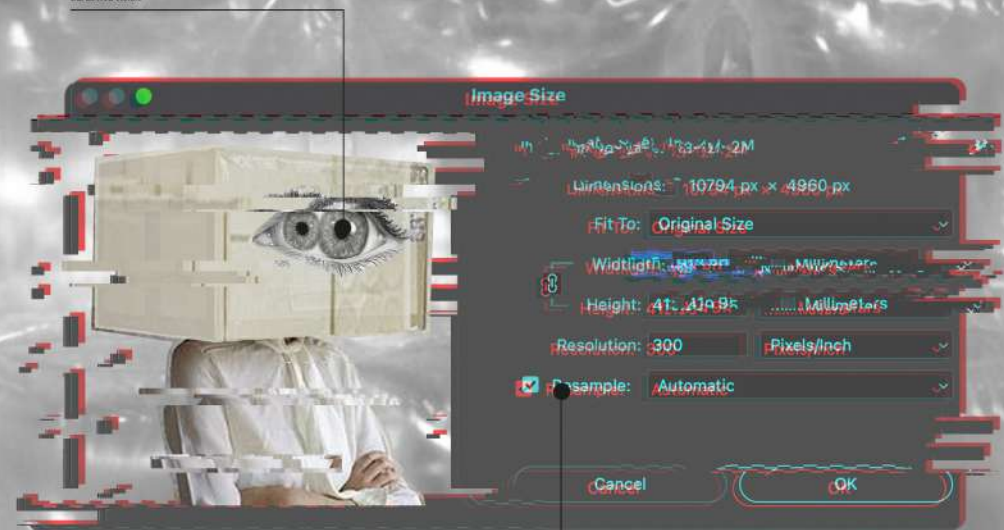 Image Size
Dimensions: 10794 px × 4960 px
Fit To: Original Size
Millimeters
Height: Millimeters
Resolution: 300 Pixels/Inch
Resample: Automatic
Cancel OK